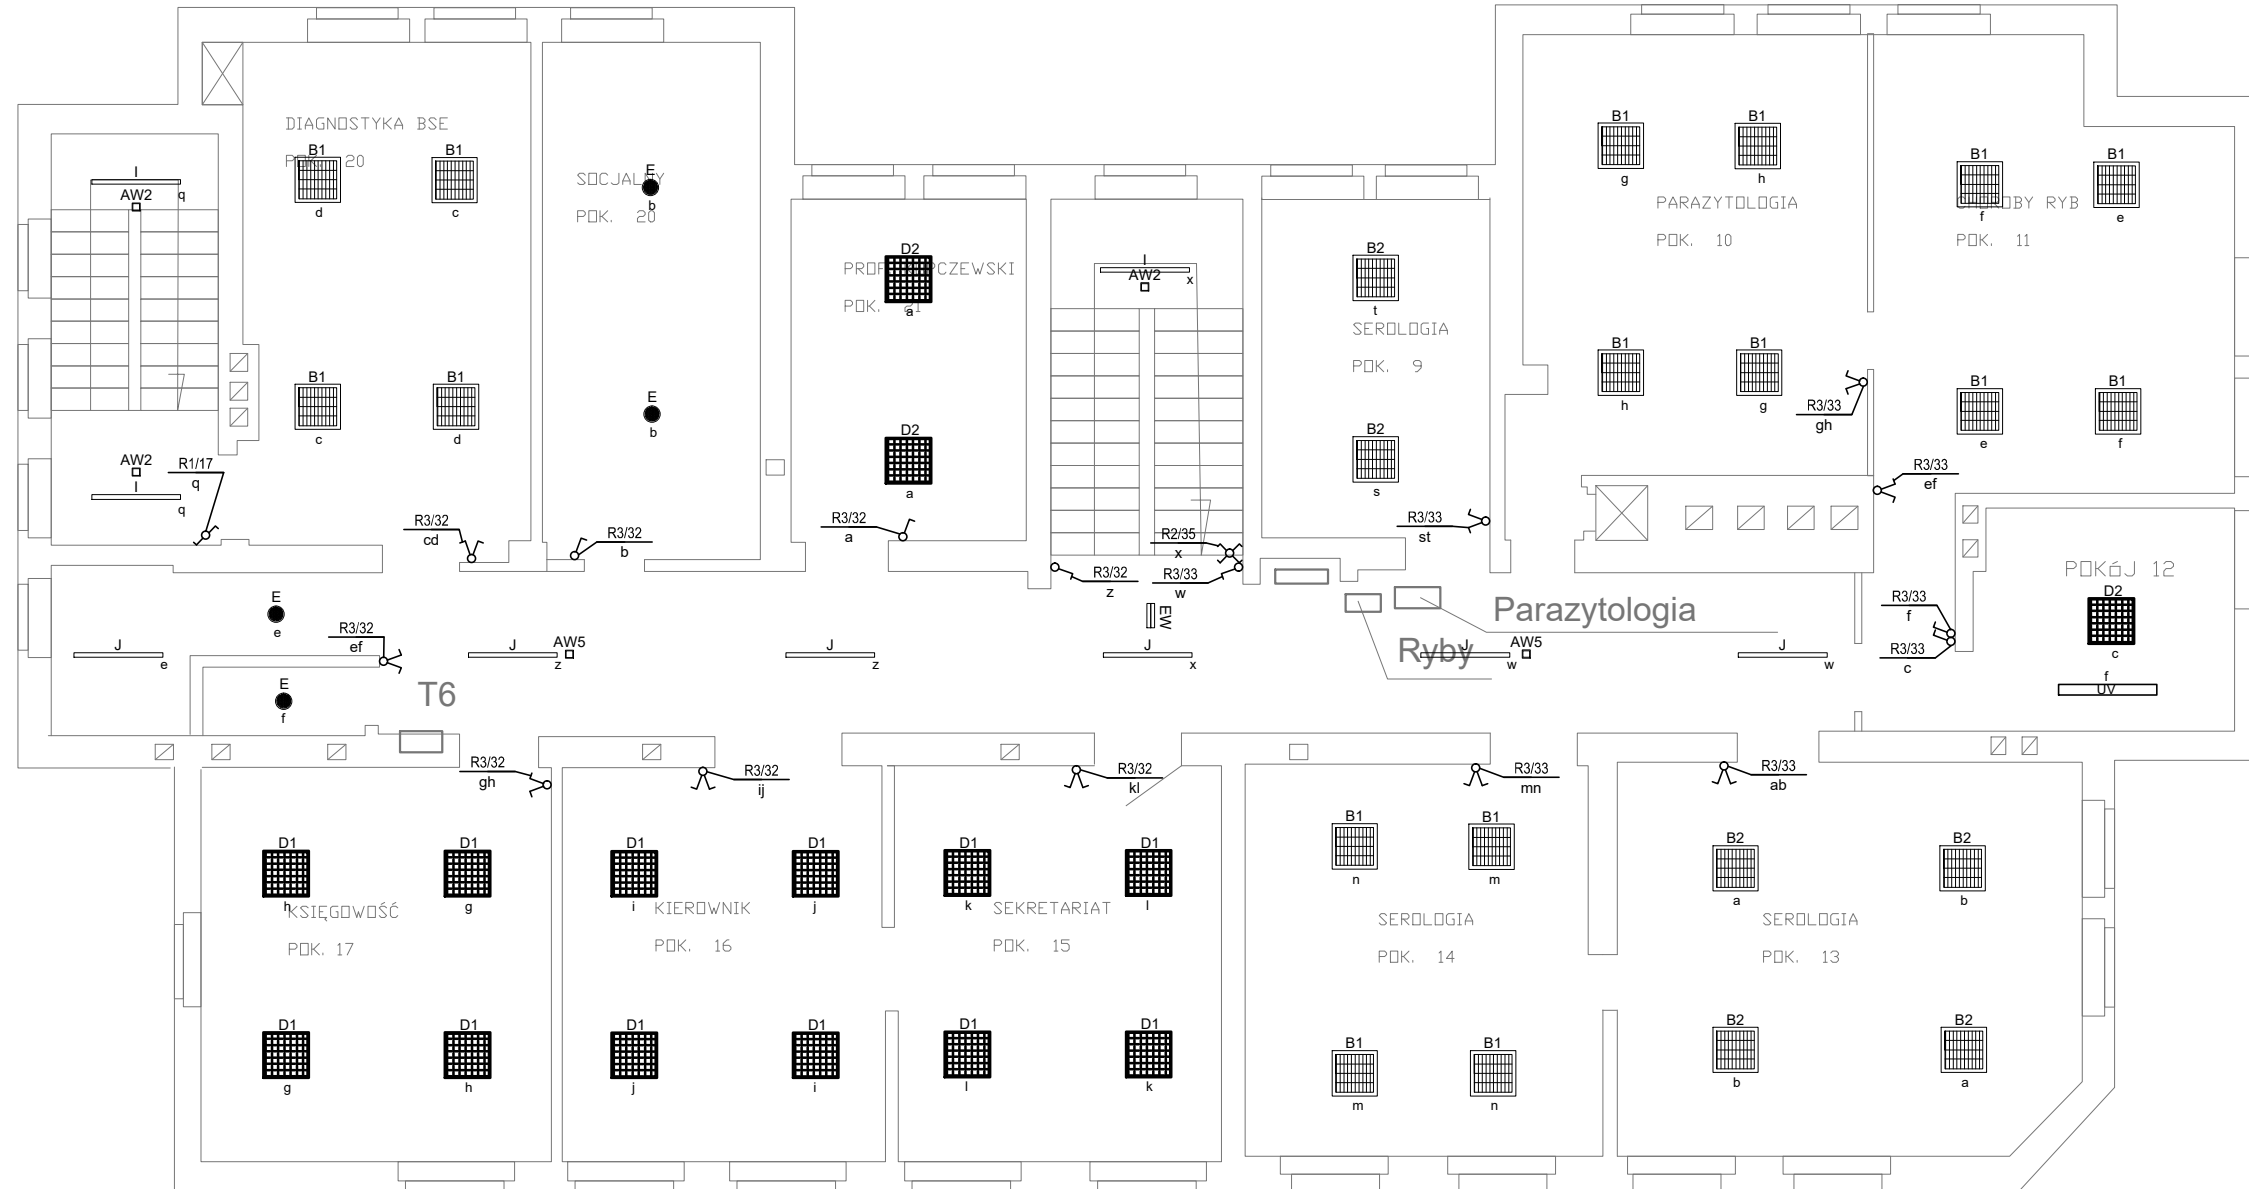 DIAGNOSTYKA BSE
POK. 20
B1
d
B1
c
B1
c
B1
d
I
q
AW2
AW2
I
q
R1/17
q
R3/32
cd
SOCJALNY
POK. 20
E
b
E
b
R3/32
b
D2
a
POK. 21
D2
a
R3/32
a
I
x
AW2
R2/35
x
R3/32
z
R3/33
w
B2
t
SEROLOGIA
POK. 9
B2
s
R3/33
st
B1
g
B1
h
PARAZYTOLOGIA
POK. 10
B1
h
B1
g
R3/33
gh
B1
f
B1
e
CHOROBY RYB
POK. 11
B1
e
B1
f
R3/33
ef
POKóJ 12
D2
c
f
UV
R3/33
f
R3/33
c
E
e
R3/32
ef
J
e
E
f
J
z
AW5
J
z
EW
J
x
Parazytologia
Ryby
J
w
AW5
J
w
T6
R3/32
gh
D1
h
D1
g
KSIĘGOWOŚĆ
POK. 17
D1
g
D1
h
R3/32
ij
D1
i
D1
j
KIEROWNIK
POK. 16
D1
j
D1
i
R3/32
kl
D1
k
D1
l
SEKRETARIAT
POK. 15
D1
l
D1
k
R3/33
mn
B1
n
B1
m
SEROLOGIA
POK. 14
B1
m
B1
n
R3/33
ab
B2
a
B2
b
SEROLOGIA
POK. 13
B2
b
B2
a